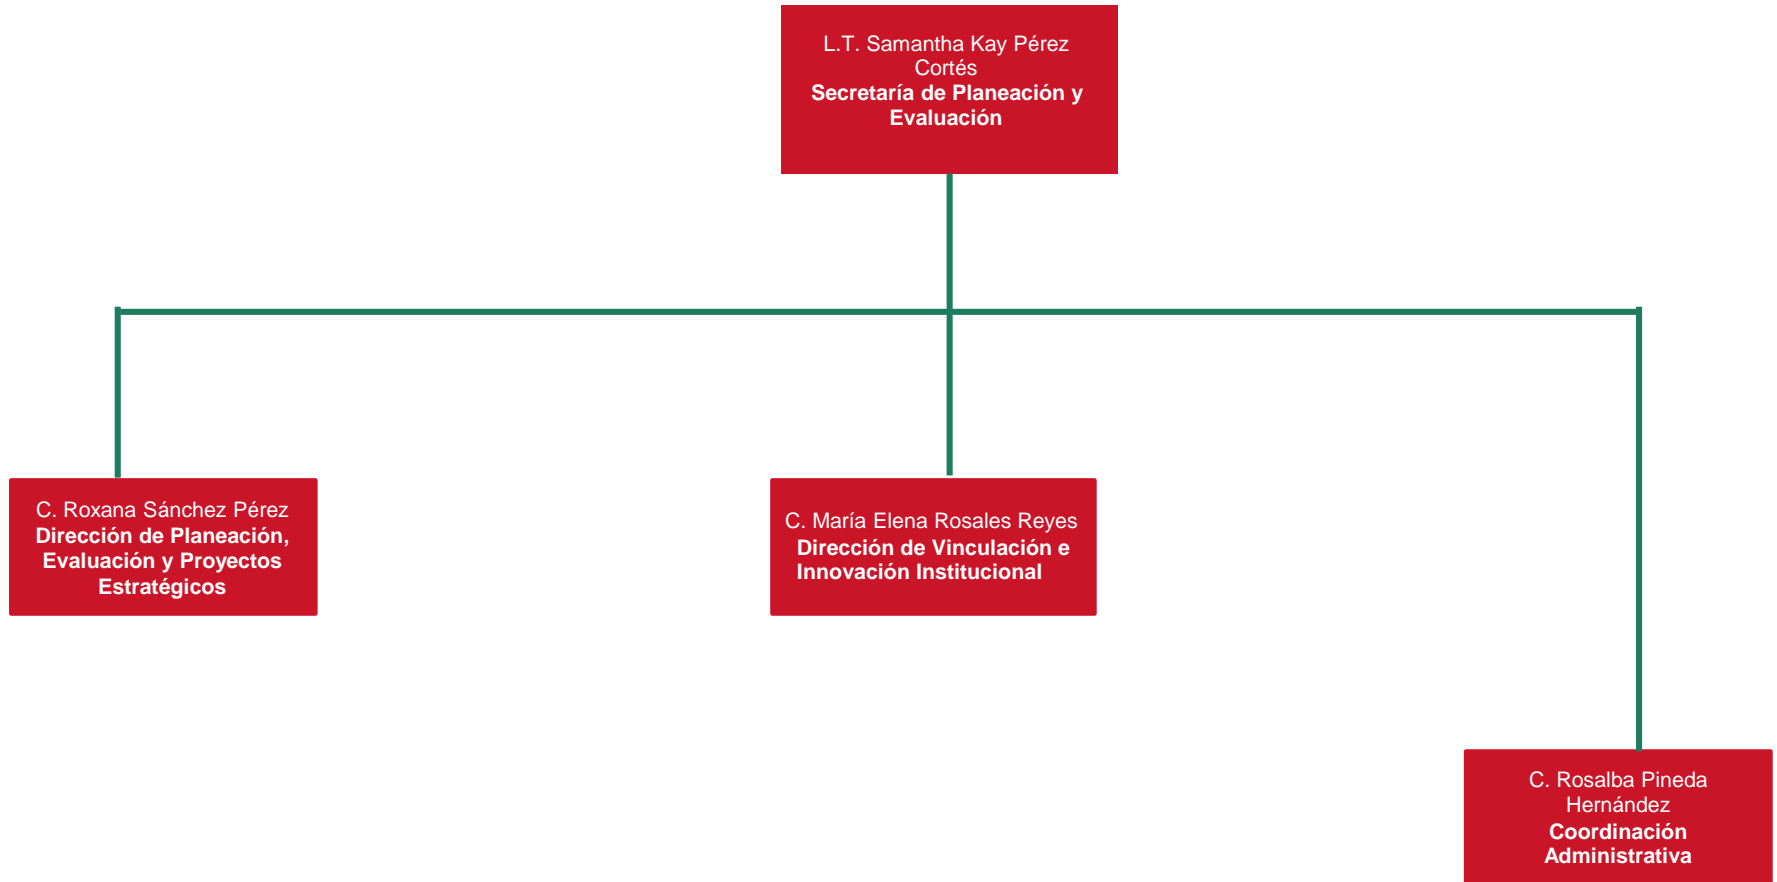 L.T. Samantha Kay Pérez
Cortés
Secretaría de Planeación y
Evaluación
C. Roxana Sánchez Pérez
Dirección de Planeación,
Evaluación y Proyectos
Estratégicos
C. María Elena Rosales Reyes
Dirección de Vinculación e
Innovación Institucional
C. Rosalba Pineda
Hernández
Coordinación
Administrativa